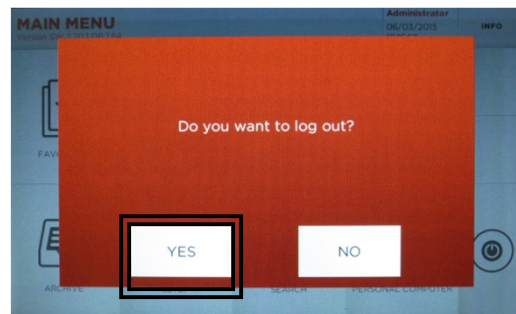 MAIN MENU
Administrator
06/03/2015
INFO
Do you want to log out?
YES
NO
ARCHIVE
SEARCH
PERSONAL COMPUTER